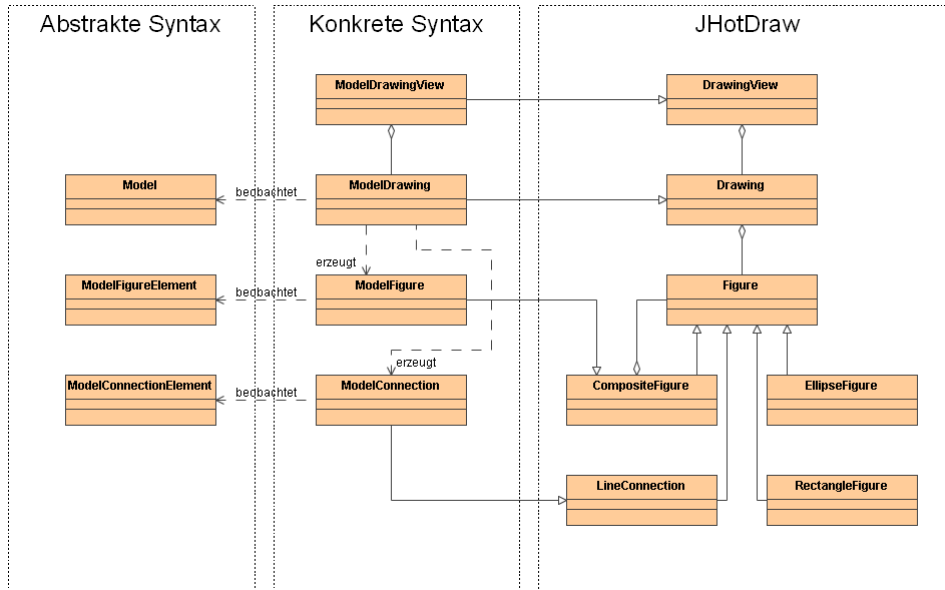 Abstrakte Syntax
Konkrete Syntax
JHotDraw
ModelDrawingView
DrawingView
Model
beobachtet
ModelDrawing
Drawing
erzeugt
ModelFigureElement
beobachtet
ModelFigure
Figure
erzeugt
ModelConnectionElement
beobachtet
ModelConnection
CompositeFigure
EllipseFigure
LineConnection
RectangleFigure